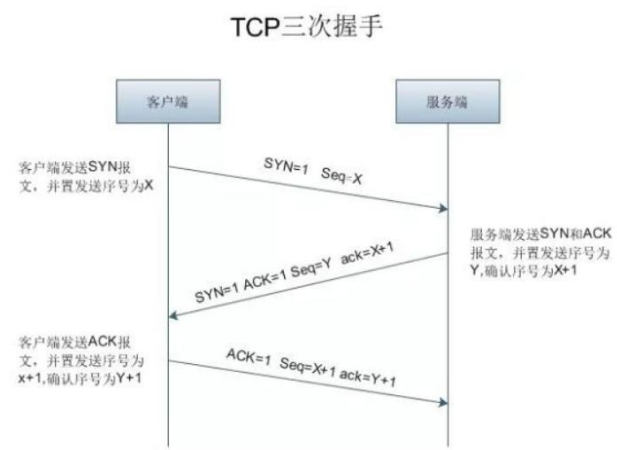 TCP三次握手
客户端
服务端
客户端发送SYN报
文，并置发送序号为X
SYN=1 Seq=X
服务端发送SYN和ACK
报文，并置发送序号为
Y,确认序号为X+1
SYN=1 ACK=1 Seq=Y ack=X+1
客户端发送ACK报
文，并置发送序号为
x+1,确认序号为Y+1
ACK=1 Seq=X+1 ack=Y+1